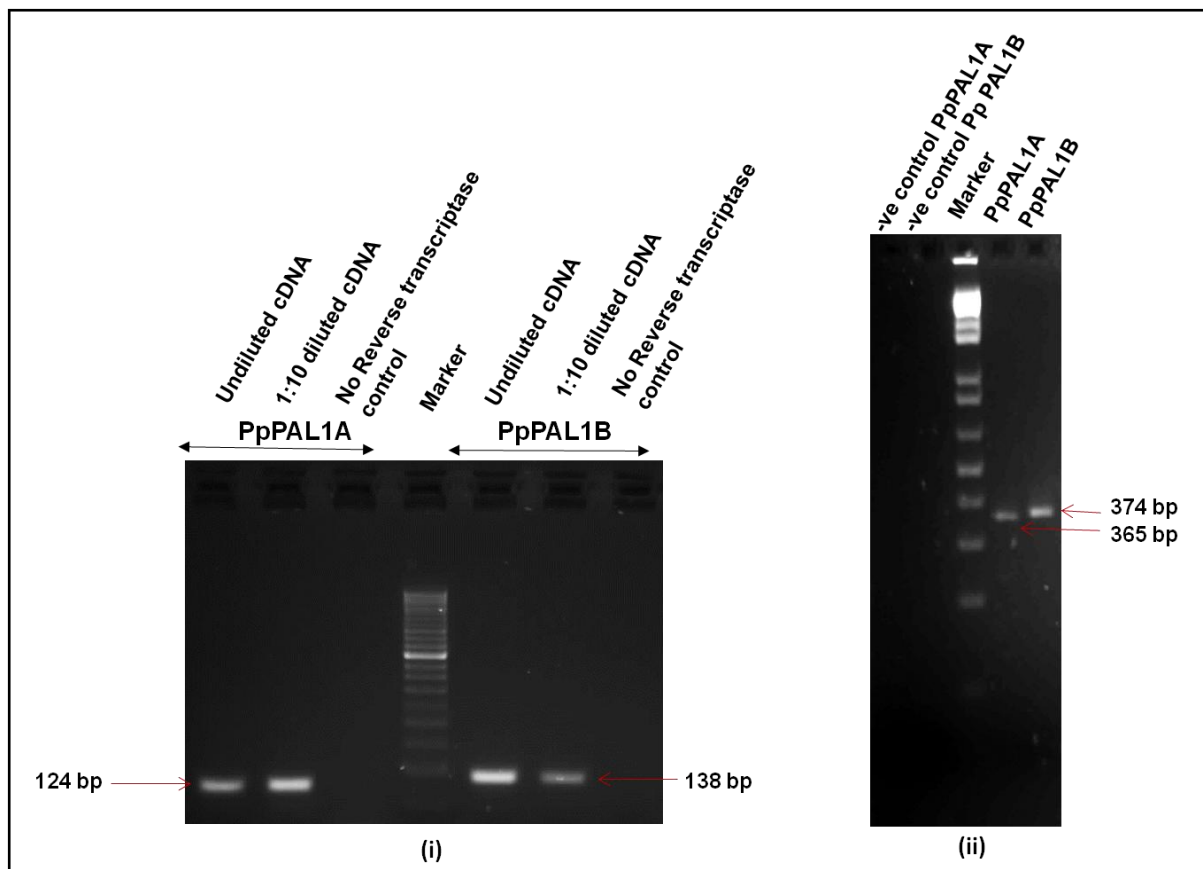 Undiluted cDNA
1:10 diluted cDNA
No Reverse transcriptase
control
Marker
Undiluted cDNA
1:10 diluted cDNA
No Reverse transcriptase
control
PpPAL1A
PpPAL1B
124 bp
138 bp
(i)
-ve control PpPAL1A
-ve control Pp PAL1B
Marker
PpPAL1A
PpPAL1B
374 bp
365 bp
(ii)